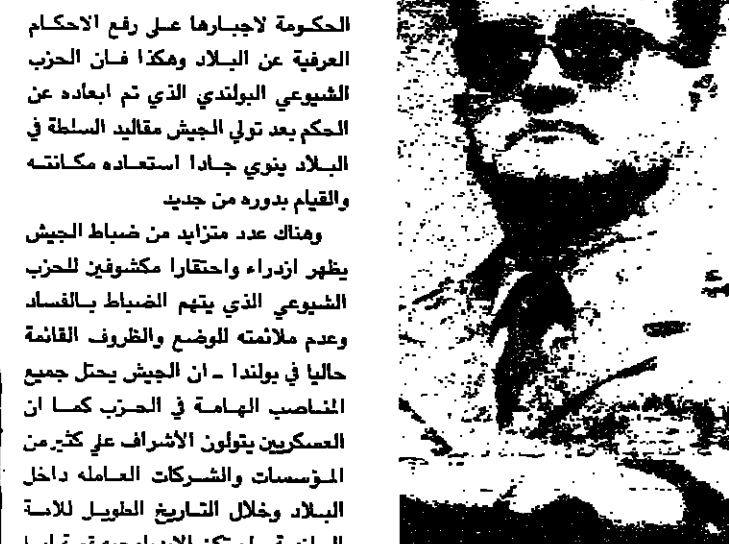 الحكومة لاجبارها على رفع الاحكام
العرفية عن البلاد وهكذا فان الحزب
الشيوعي البولندي الذي تم ابعاده عن
الحكم بعد تولي الجيش مقاليد السلطة في
البلاد ينوي جادا استعاده مكانته
والقيام بدوره من جديد
وهناك عدد متزايد من ضباط الجيش
يظهر ازدراء واحتقارا مكشوفين للحزب
الشيوعي الذي يتهم الضباط بالفساد
وعدم ملائمته للوضع والظروف القائمة
حاليا في بولندا - ان الجيش يحتل جميع
المناصب الهامة في الحزب كما ان
العسكريين يتولون الأشراف على كثير من
المؤسسات والشركات العامله داخل
البلاد وخلال التاريخ الطويل للامة